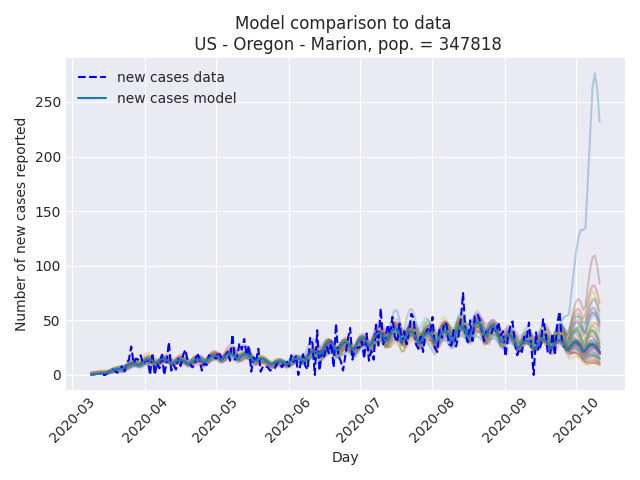 Model comparison to data
US - Oregon - Marion, pop. = 347818
new cases data
new cases model
Number of new cases reported
250
200
150
100
50
0
2020-03
2020-04
2020-05
2020-06
2020-07
2020-08
2020-09
2020-10
Day